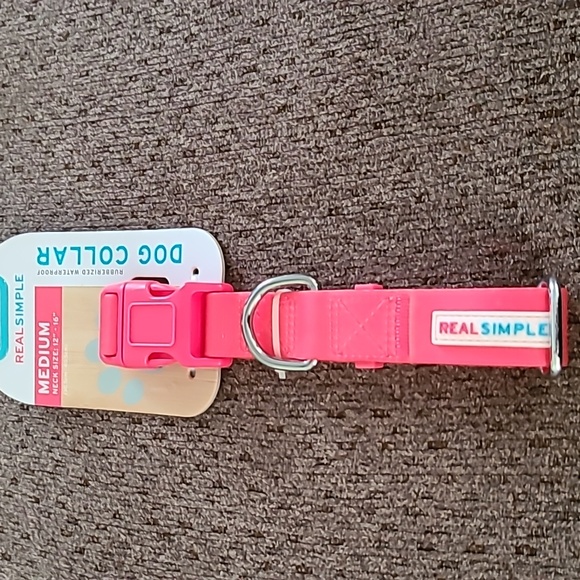 REAL SIMPLE
DOG COLLAR
RUBBERIZED WATERPROOF
MEDIUM
NECK SIZE: 12" - 16"
REAL SIMPLE